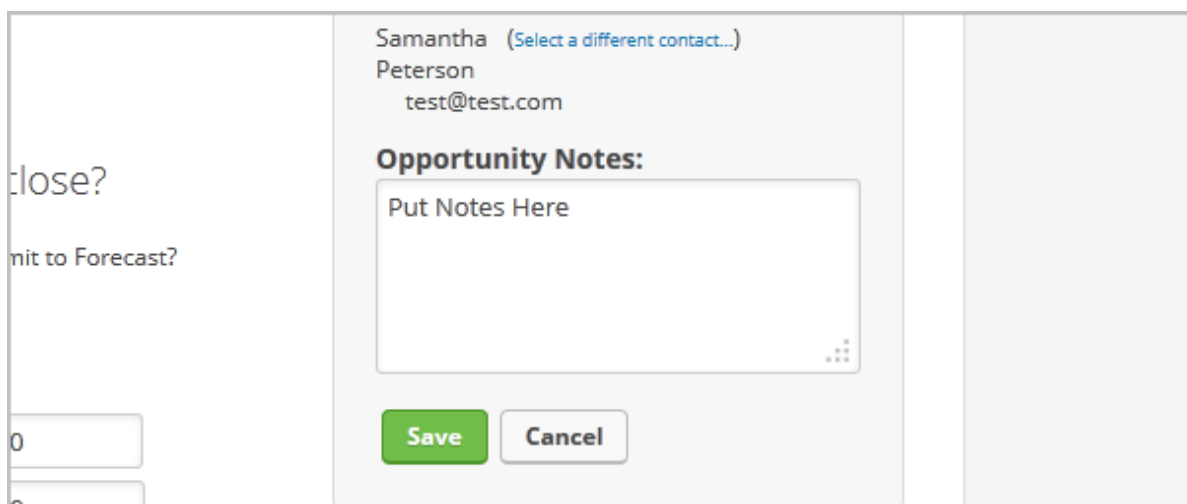 Samantha (Select a different contact...)
Peterson
test@test.com
Opportunity Notes:
close?
Put Notes Here
mit to Forecast?
Save Cancel
0